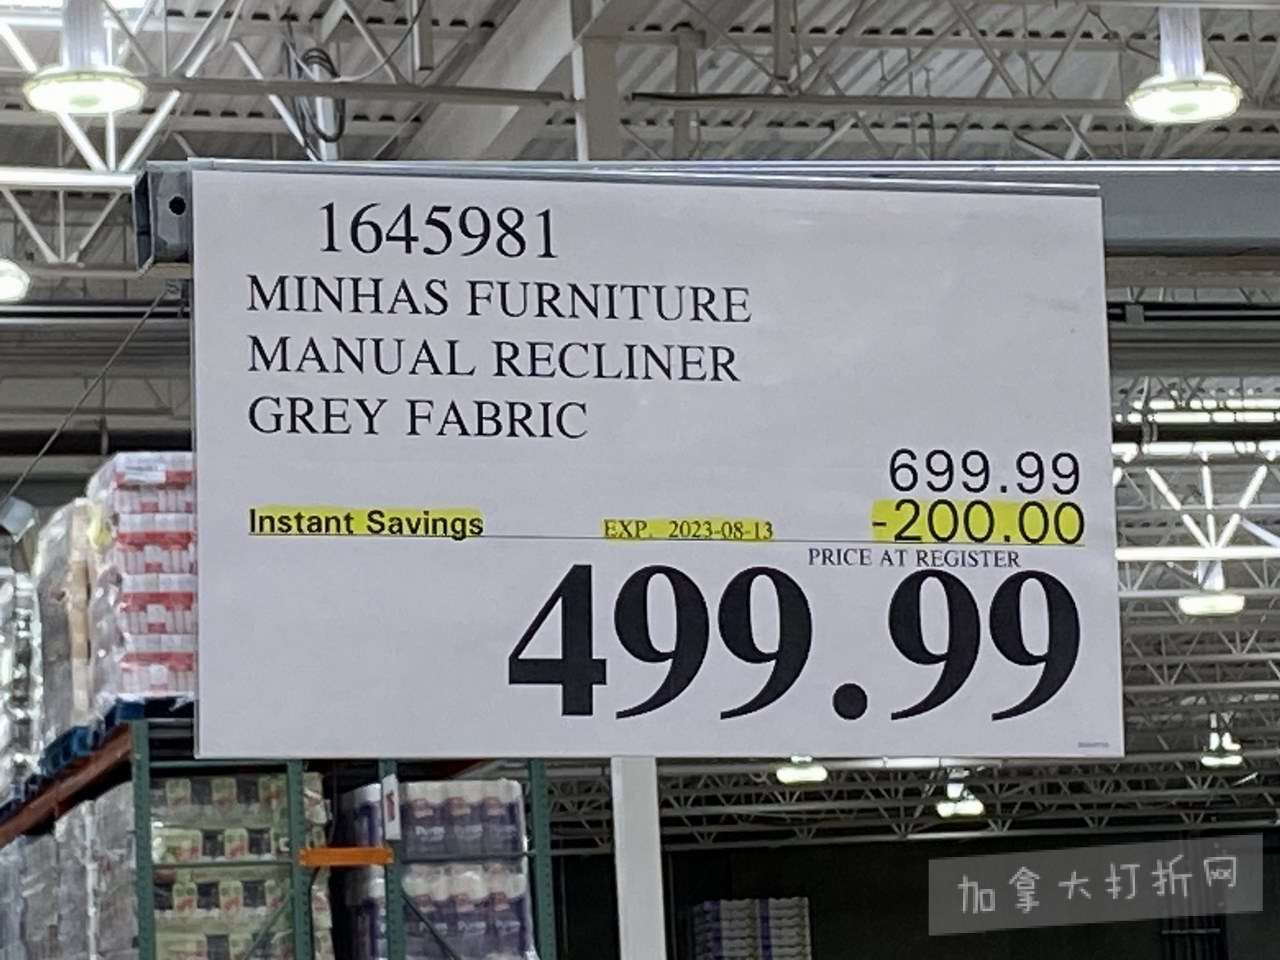 1645981
MINHAS FURNITURE
MANUAL RECLINER
GREY FABRIC
699.99
Instant Savings EXP. 2023-08-13 -200.00
PRICE AT REGISTER
499.99
加拿大打折网